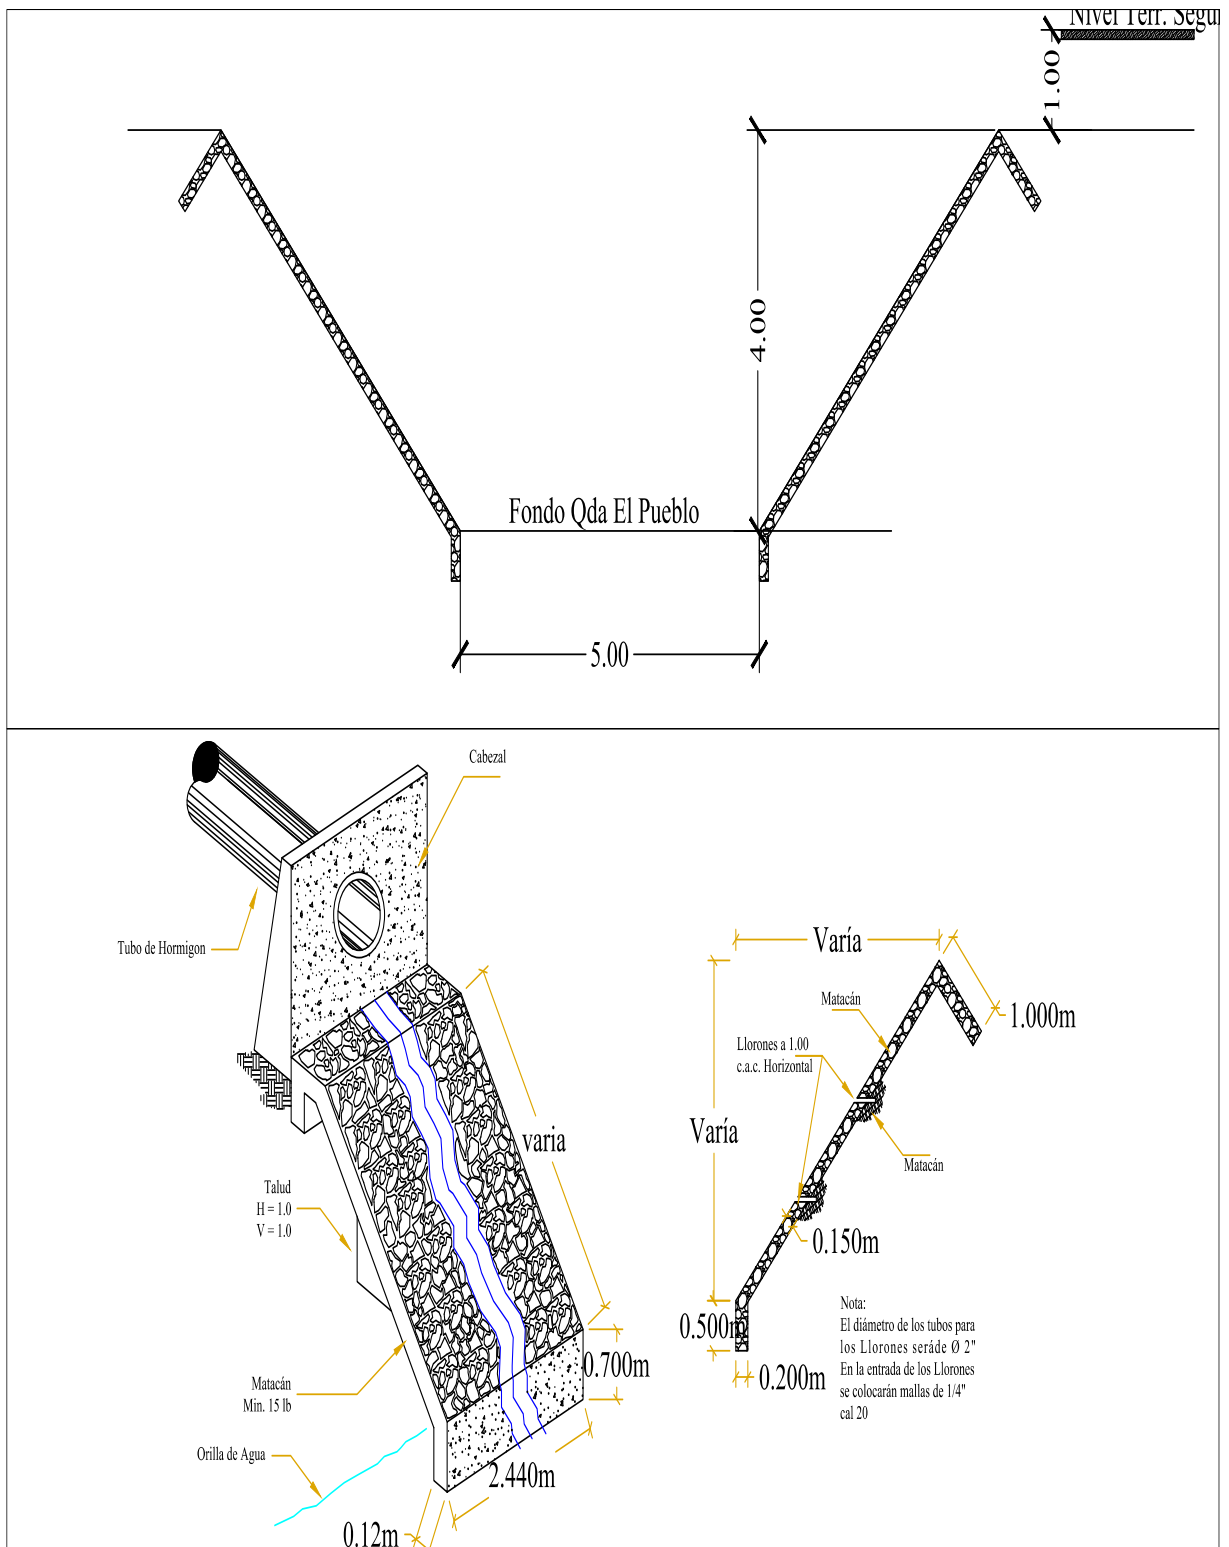 Nivel Terr. Segu
1.00
4.00
Fondo Qda El Pueblo
5.00
Cabezal
Tubo de Hormigon
varia
Talud
H = 1.0
V = 1.0
Matacán
Min. 15 lb
Orilla de Agua
0.700m
2.440m
0.12m
Varía
1.000m
Matacán
Llorones a 1.00
c.a.c. Horizontal
Varía
Matacán
0.150m
0.500m
0.200m
Nota:
El diámetro de los tubos para
los Llorones seráde Ø 2"
En la entrada de los Llorones
se colocarán mallas de 1/4"
cal 20